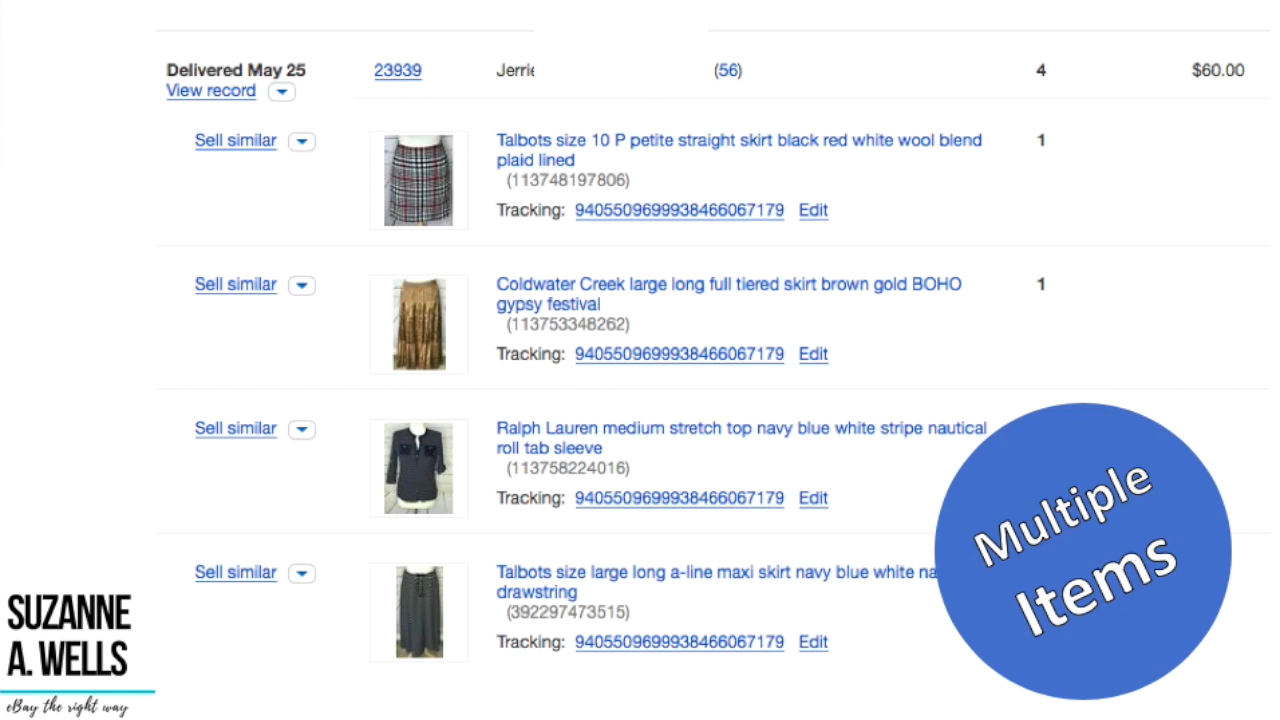 Delivered May 25 23939 Jerrie (56) 4 $60.00
View record
Sell similar Talbots size 10 P petite straight skirt black red white wool blend 1
plaid lined
(113748197806)
Tracking: 9405509699938466067179 Edit
Sell similar Coldwater Creek large long full tiered skirt brown gold BOHO 1
gypsy festival
(113753348262)
Tracking: 9405509699938466067179 Edit
Sell similar Ralph Lauren medium stretch top navy blue white stripe nautical
roll tab sleeve
(113758224016)
Tracking: 9405509699938466067179 Edit
Sell similar Talbots size large long a-line maxi skirt navy blue white na
drawstring
(392297473515)
Tracking: 9405509699938466067179 Edit
Multiple
Items
SUZANNE
A. WELLS
eBay the right way